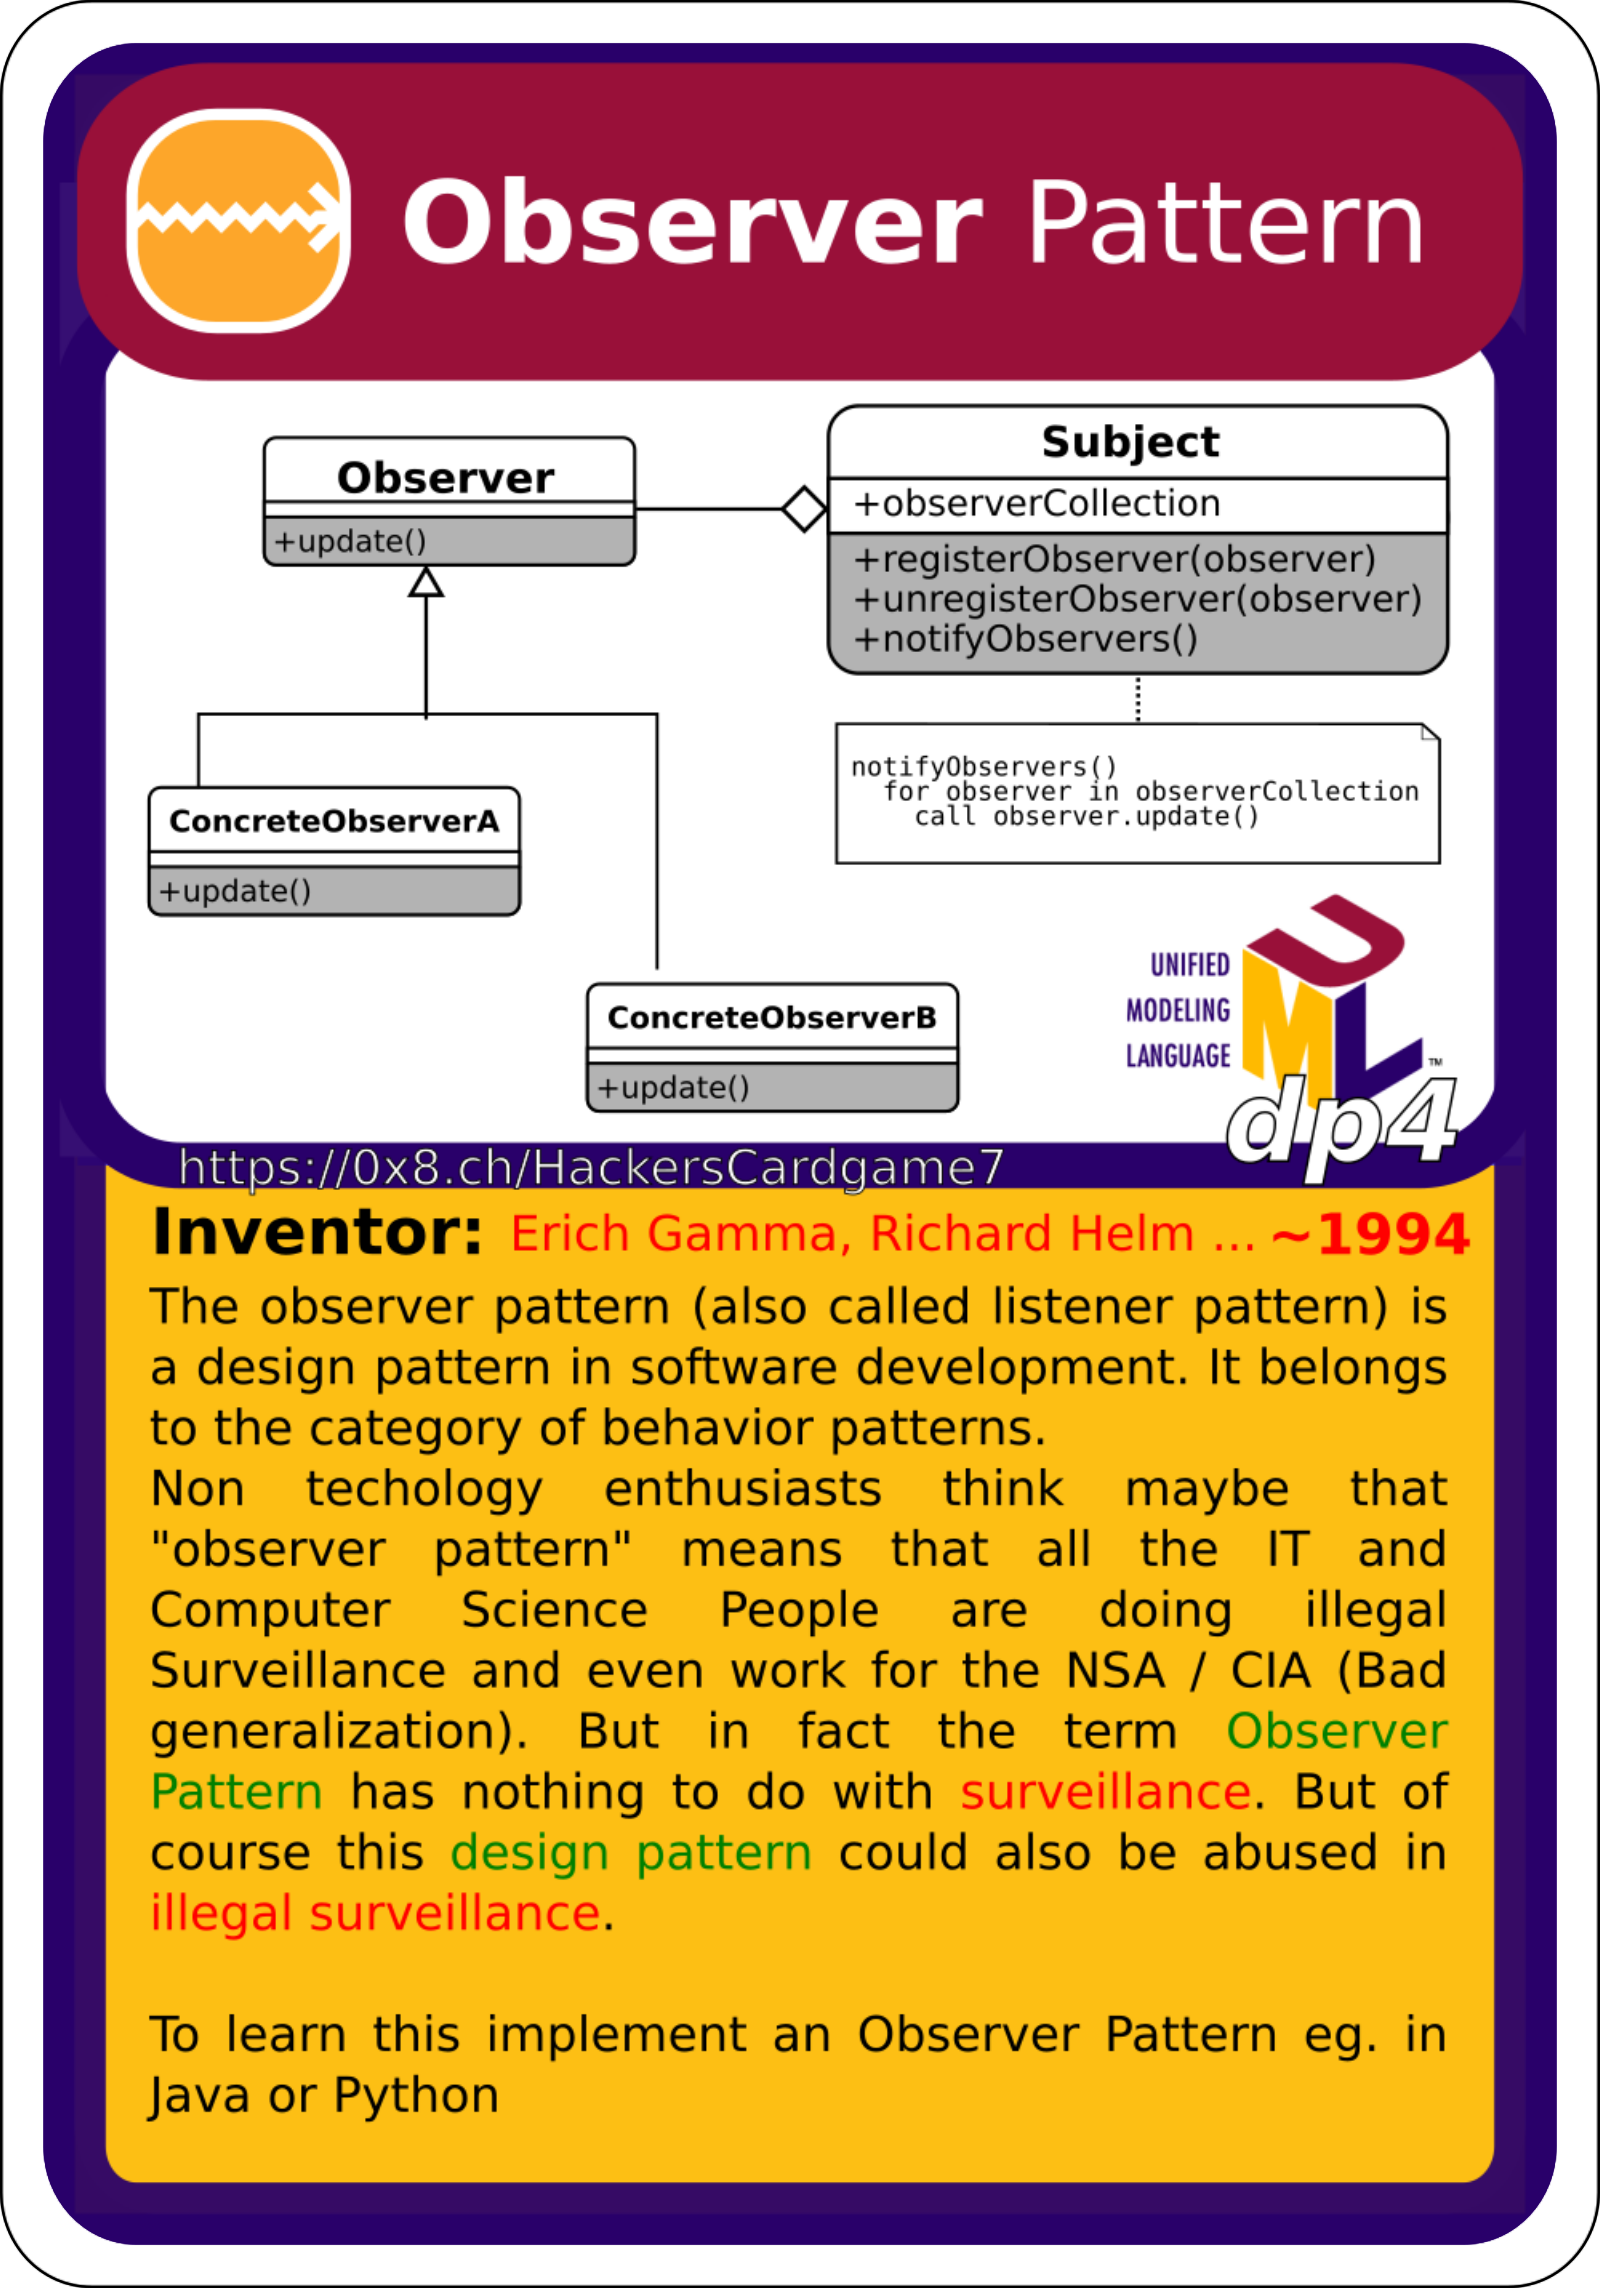 Observer Pattern
Observer
+update()
Subject
+observerCollection
+registerObserver(observer)
+unregisterObserver(observer)
+notifyObservers()
notifyObservers()
for observer in observerCollection
call observer.update()
ConcreteObserverA
+update()
ConcreteObserverB
+update()
UNIFIED
MODELING
LANGUAGE
UML
™
dp4
https://0x8.ch/HackersCardgame7
Inventor: Erich Gamma, Richard Helm ... ~1994
The observer pattern (also called listener pattern) is
a design pattern in software development. It belongs
to the category of behavior patterns.
Non techology enthusiasts think maybe that
"observer pattern" means that all the IT and
Computer Science People are doing illegal
Surveillance and even work for the NSA / CIA (Bad
generalization). But in fact the term Observer
Pattern has nothing to do with surveillance. But of
course this design pattern could also be abused in
illegal surveillance.
To learn this implement an Observer Pattern eg. in
Java or Python